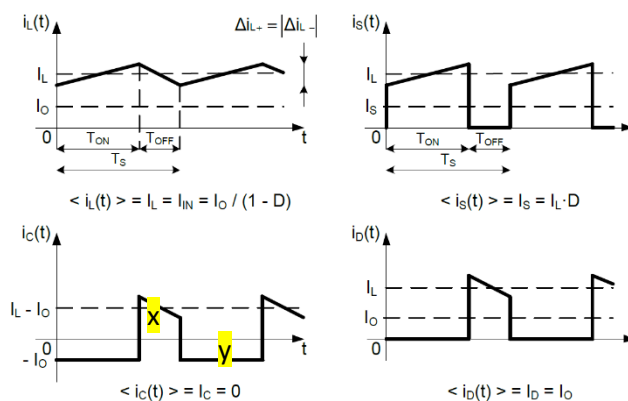 iL(t)
ΔiL+ = |ΔiL-|
IL
IO
0
TON
TOFF
t
TS
< iL(t) > = IL = IIN = IO / (1 - D)
iS(t)
IL
IS
0
TON
TOFF
t
TS
< iS(t) > = IS = IL·D
iC(t)
IL - IO
x
0
y
t
- IO
< iC(t) > = IC = 0
iD(t)
IL
IO
0
t
< iD(t) > = ID = IO